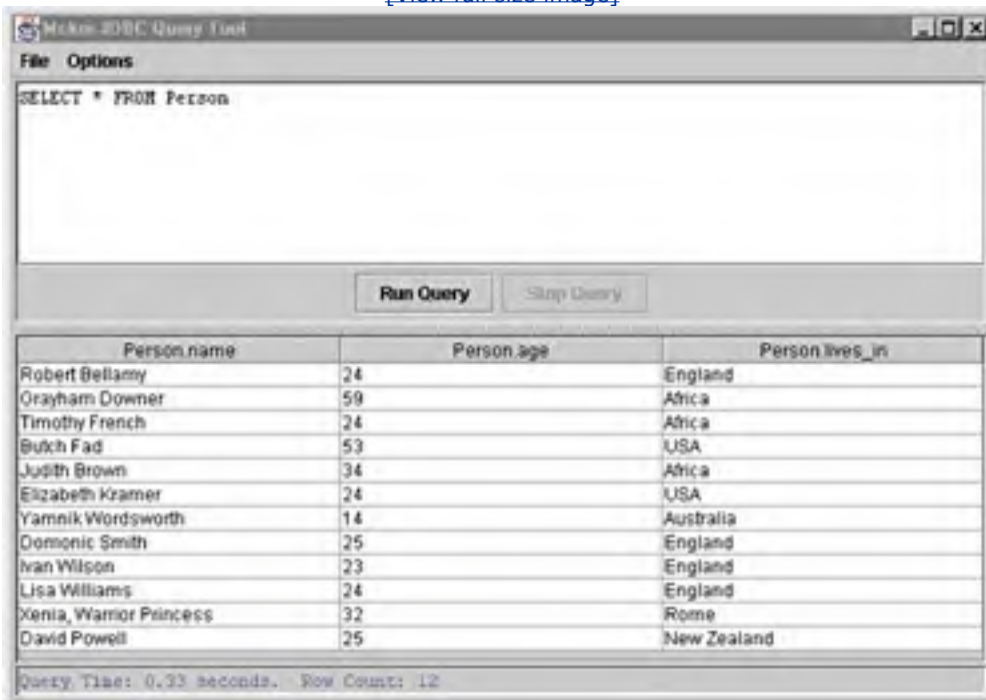 [View full size image]
Mckoi JDBC Query Tool
File Options
SELECT * FROM Person
Run Query Stop Query
Person.name Person.age Person.lives_in
Robert Bellamy 24 England
Grayham Downer 59 Africa
Timothy French 24 Africa
Butch Fad 53 USA
Judith Brown 34 Africa
Elizabeth Kramer 24 USA
Yamnik Wordsworth 14 Australia
Domonic Smith 25 England
Ivan Wilson 23 England
Lisa Williams 24 England
Xenia, Warrior Princess 32 Rome
David Powell 25 New Zealand
Query Time: 0.33 seconds. Row Count: 12